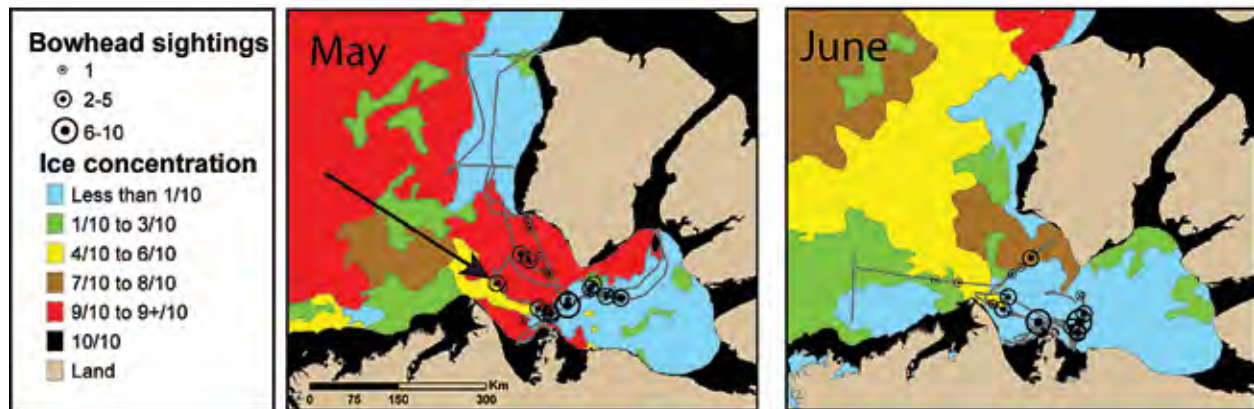 Bowhead sightings
1
2-5
6-10
Ice concentration
Less than 1/10
1/10 to 3/10
4/10 to 6/10
7/10 to 8/10
9/10 to 9+/10
10/10
Land
May
Km
0 75 150 300
June